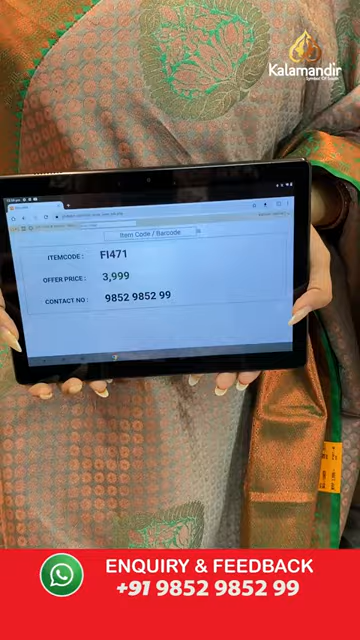 Kalamandir
Item Code / Barcode
ITEMCODE : FI471
OFFER PRICE : 3,999
CONTACT NO : 9852 9852 99
ENQUIRY & FEEDBACK
+91 9852 9852 99